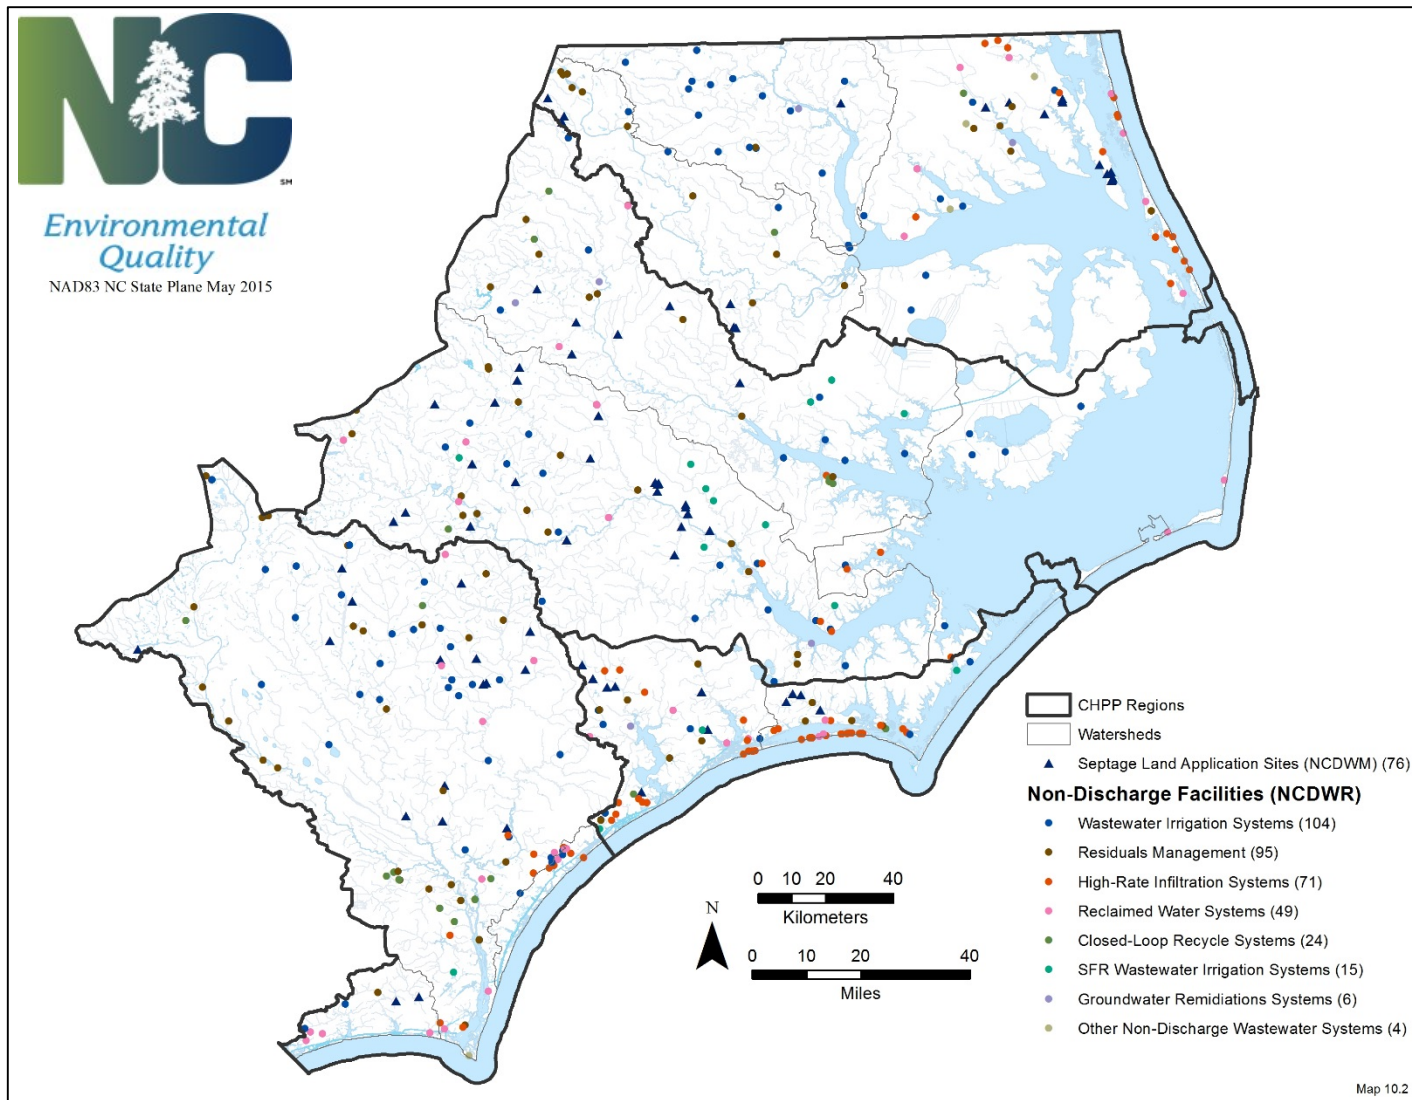 NC
SM
Environmental
Quality
NAD83 NC State Plane May 2015
CHPP Regions
Watersheds
Septage Land Application Sites (NCDWM) (76)
Non-Discharge Facilities (NCDWR)
Wastewater Irrigation Systems (104)
Residuals Management (95)
High-Rate Infiltration Systems (71)
Reclaimed Water Systems (49)
Closed-Loop Recycle Systems (24)
SFR Wastewater Irrigation Systems (15)
Groundwater Remidiations Systems (6)
Other Non-Discharge Wastewater Systems (4)
0 10 20 40
Kilometers
N
0 10 20 40
Miles
Map 10.2